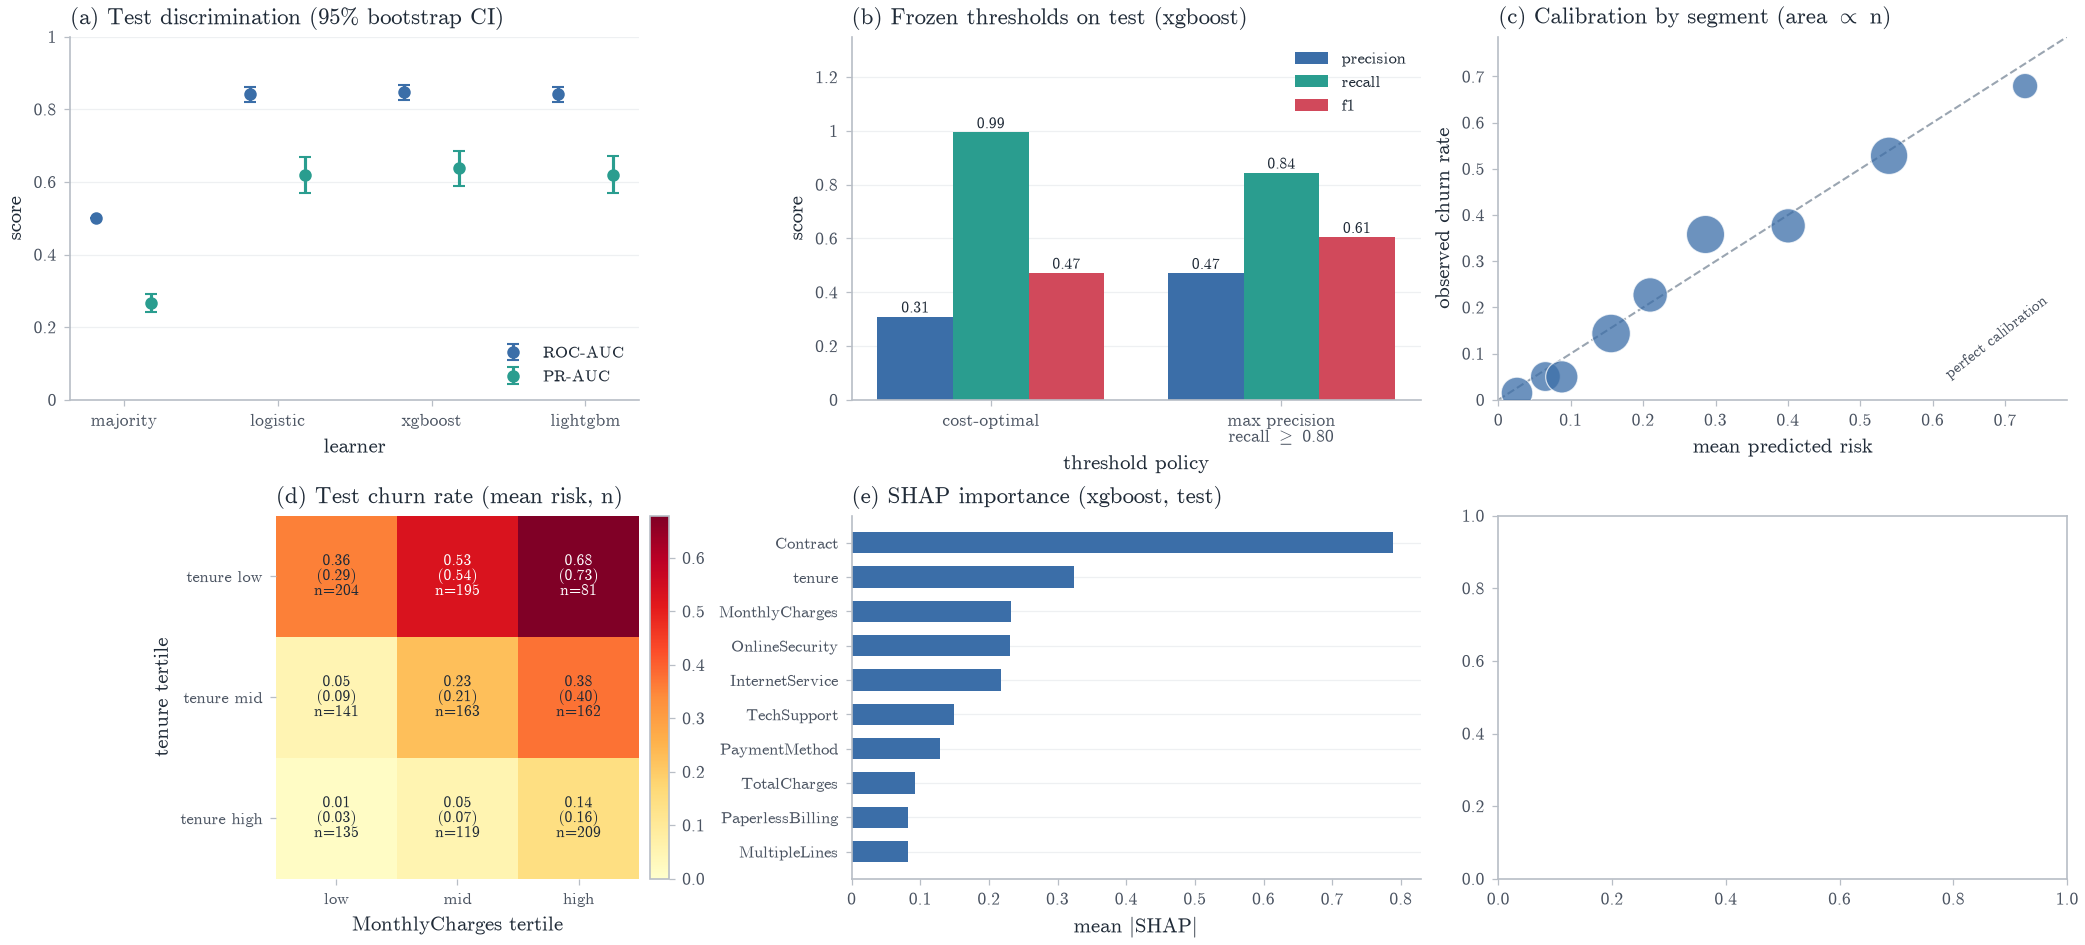 (a) Test discrimination (95% bootstrap CI)
1
0.8
0.6
0.4
0.2
0
score
majority
logistic
xgboost
lightgbm
learner
ROC-AUC
PR-AUC
(b) Frozen thresholds on test (xgboost)
1.2
1
0.8
0.6
0.4
0.2
0
score
precision
recall
f1
0.31
0.99
0.47
0.47
0.84
0.61
cost-optimal
max precision
recall ≥ 0.80
threshold policy
(c) Calibration by segment (area ∝ n)
0.7
0.6
0.5
0.4
0.3
0.2
0.1
0
observed churn rate
perfect calibration
0
0.1
0.2
0.3
0.4
0.5
0.6
0.7
mean predicted risk
(d) Test churn rate (mean risk, n)
tenure tertile
tenure low
tenure mid
tenure high
0.36
(0.29)
n=204
0.53
(0.54)
n=195
0.68
(0.73)
n=81
0.05
(0.09)
n=141
0.23
(0.21)
n=163
0.38
(0.40)
n=162
0.01
(0.03)
n=135
0.05
(0.07)
n=119
0.14
(0.16)
n=209
low
mid
high
MonthlyCharges tertile
0.6
0.5
0.4
0.3
0.2
0.1
0.0
(e) SHAP importance (xgboost, test)
Contract
tenure
MonthlyCharges
OnlineSecurity
InternetService
TechSupport
PaymentMethod
TotalCharges
PaperlessBilling
MultipleLines
0
0.1
0.2
0.3
0.4
0.5
0.6
0.7
0.8
mean |SHAP|
1.0
0.8
0.6
0.4
0.2
0.0
0.0
0.2
0.4
0.6
0.8
1.0